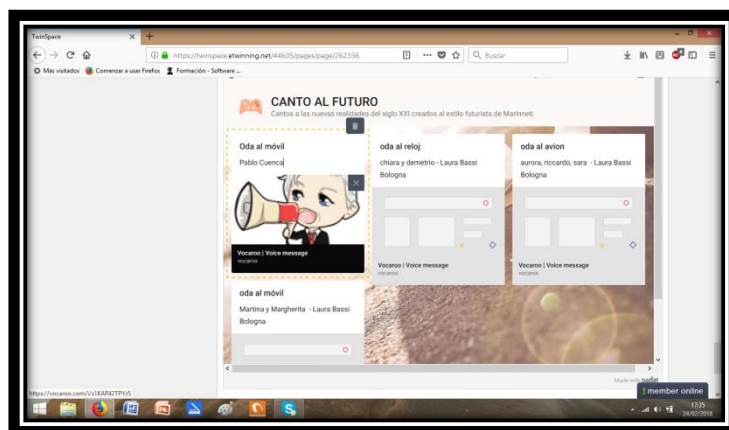 TwinSpace
https://twinspace.etwinning.net/44605/pages/page/262336
Buscar
Más visitados
Comenzar a usar Firefox
Formación - Software ...
CANTO AL FUTURO
Cantos a las nuevas realidades del siglo XXI creados al estilo futurista de Marinneti
Oda al móvil
Pablo Cuenca
Vocaroo | Voice message
vocaroo
oda al reloj
chiara y demetrio - Laura Bassi
Bologna
Vocaroo | Voice message
vocaroo
oda al avion
aurora, riccardo, sara - Laura Bassi
Bologna
Vocaroo | Voice message
vocaroo
oda al móvil
Martina y Margherita - Laura Bassi
Bologna
Made with padlet
1 member online
17:35
24/02/2018